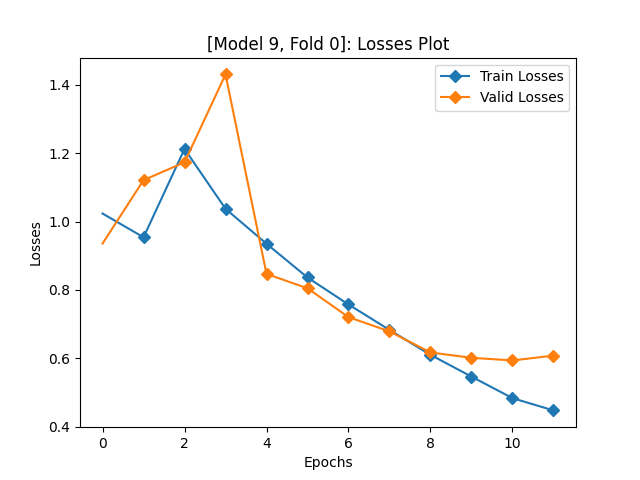 [Model 9, Fold 0]: Losses Plot
Train Losses
Valid Losses
1.4
1.2
1.0
0.8
0.6
0.4
Losses
0 2 4 6 8 10
Epochs